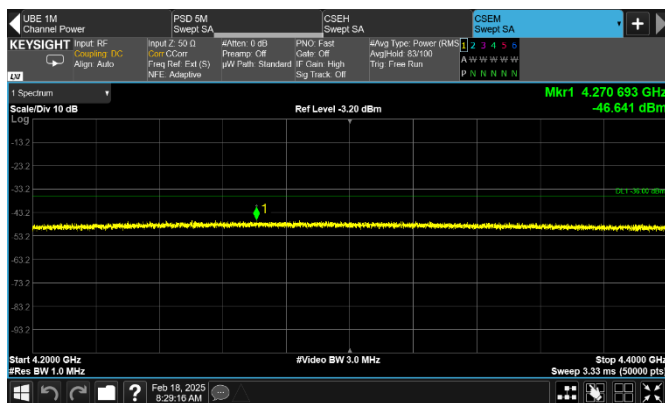 UBE 1M
Channel Power
PSD 5M
Swept SA
CSEH
Swept SA
CSEM
Swept SA
KEYSIGHT
Input: RF
Coupling: DC
Align: Auto
Input Z: 50 Ω
Corr CCorr
Freq Ref: Ext (S)
NFE: Adaptive
#Atten: 0 dB
Preamp: Off
µW Path: Standard
PNO: Fast
Gate: Off
IF Gain: High
Sig Track: Off
#Avg Type: Power (RMS
Avg|Hold: 83/100
Trig: Free Run
1 2 3 4 5 6
A W W W W W
P N N N N N
LXI
1 Spectrum
Mkr1 4.270 693 GHz
-46.641 dBm
Scale/Div 10 dB
Ref Level -3.20 dBm
Log
-13.2
-23.2
-33.2
-43.2
-53.2
-63.2
-73.2
-83.2
-93.2
DL1 -36.00 dBm
1
Start 4.2000 GHz
#Res BW 1.0 MHz
#Video BW 3.0 MHz
Stop 4.4000 GHz
Sweep 3.33 ms (50000 pts)
?
Feb 18, 2025
8:29:16 AM